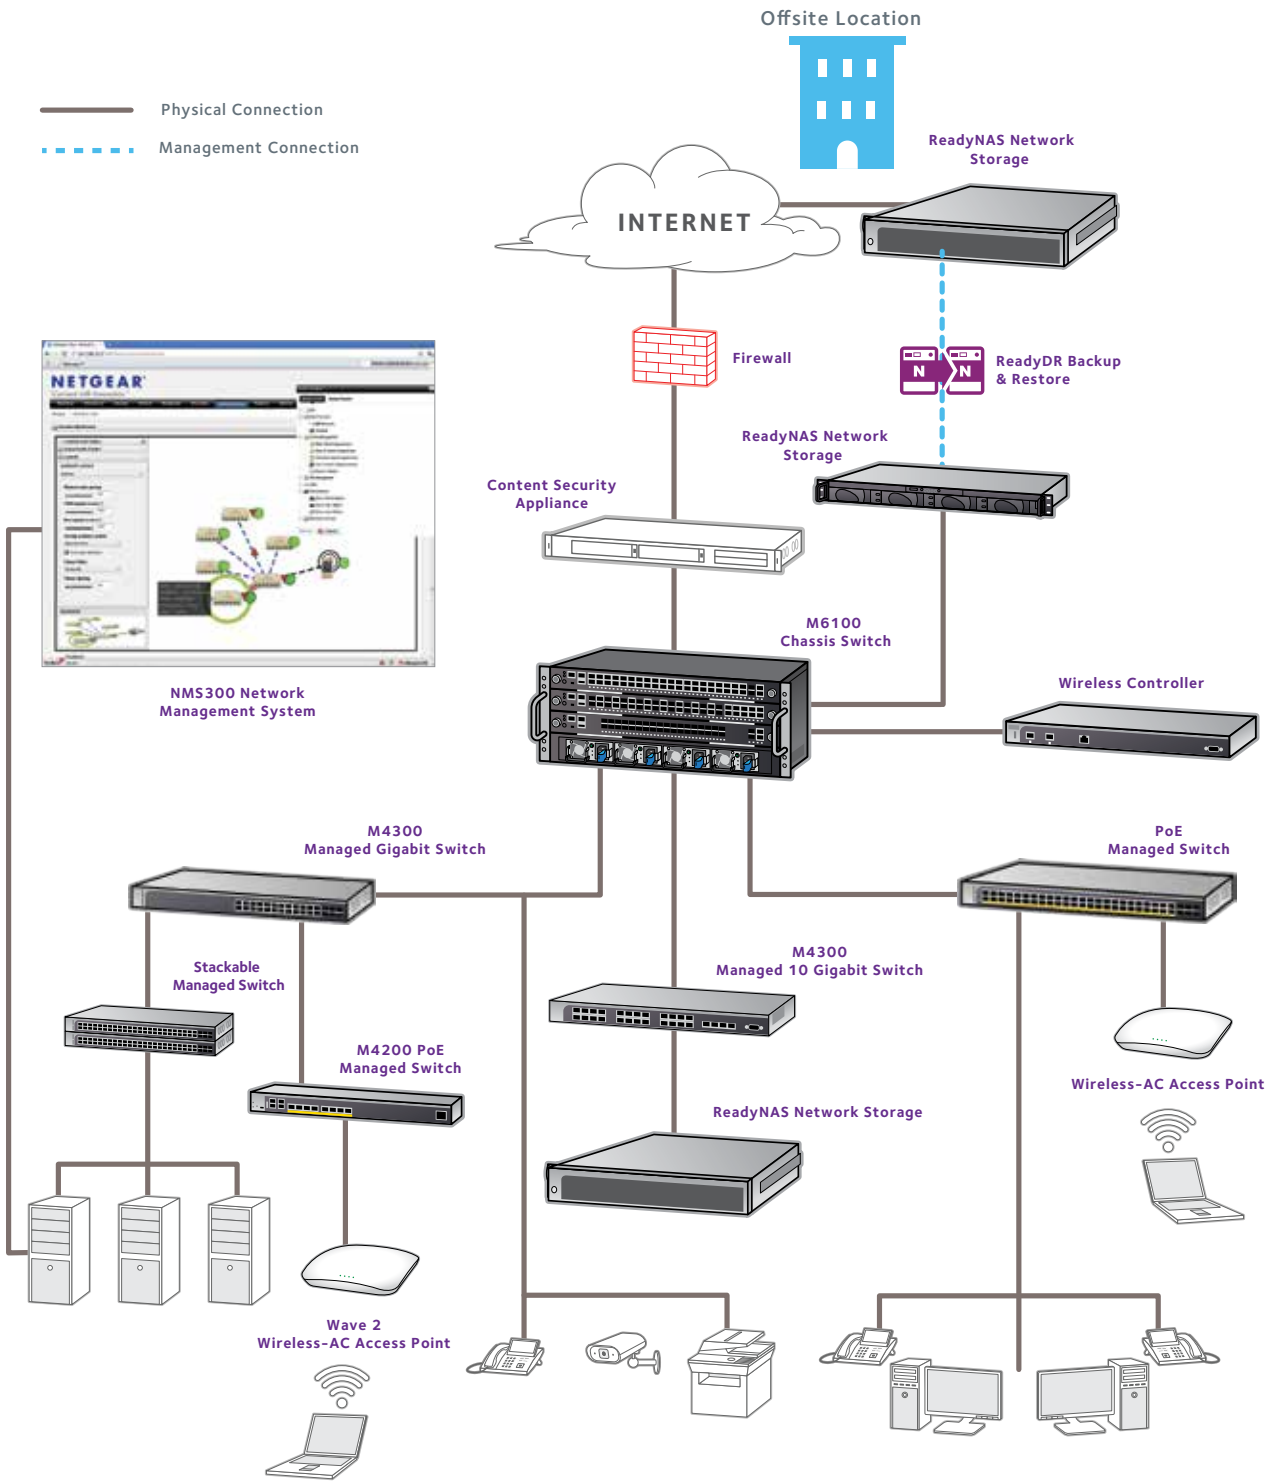 Offsite Location
Physical Connection
Management Connection
ReadyNAS Network
Storage
INTERNET
Firewall
ReadyDR Backup
& Restore
N
N
NETGEAR
ReadyNAS Network
Storage
Content Security
Appliance
M6100
Chassis Switch
NMS300 Network
Management System
Wireless Controller
M4300
Managed Gigabit Switch
PoE
Managed Switch
Stackable
Managed Switch
M4300
Managed 10 Gigabit Switch
M4200 PoE
Managed Switch
Wireless-AC Access Point
ReadyNAS Network Storage
Wave 2
Wireless-AC Access Point